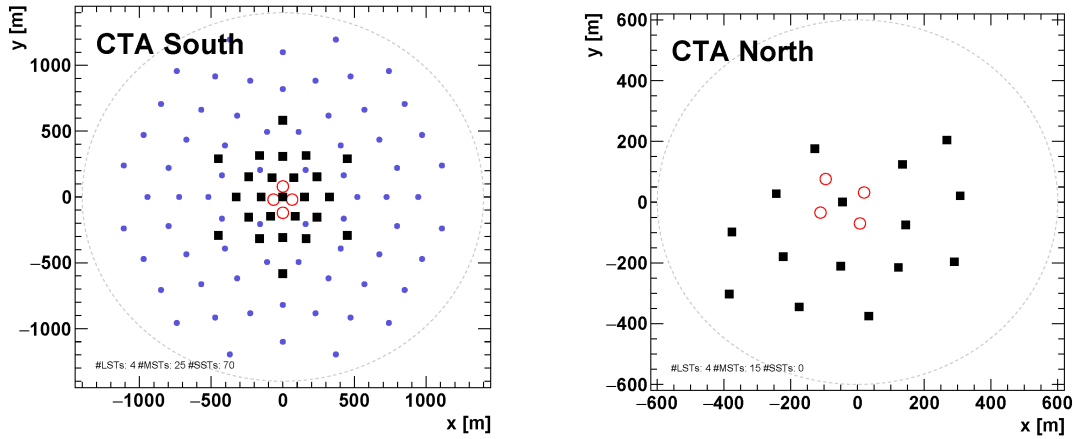 y [m]
CTA South
1000
500
0
−500
−1000
#LSTs: 4 #MSTs: 25 #SSTs: 70
−1000 −500 0 500 1000
x [m]
y [m]
600
CTA North
400
200
0
−200
−400
#LSTs: 4 #MSTs: 15 #SSTs: 0
−600
−600 −400 −200 0 200 400 600
x [m]